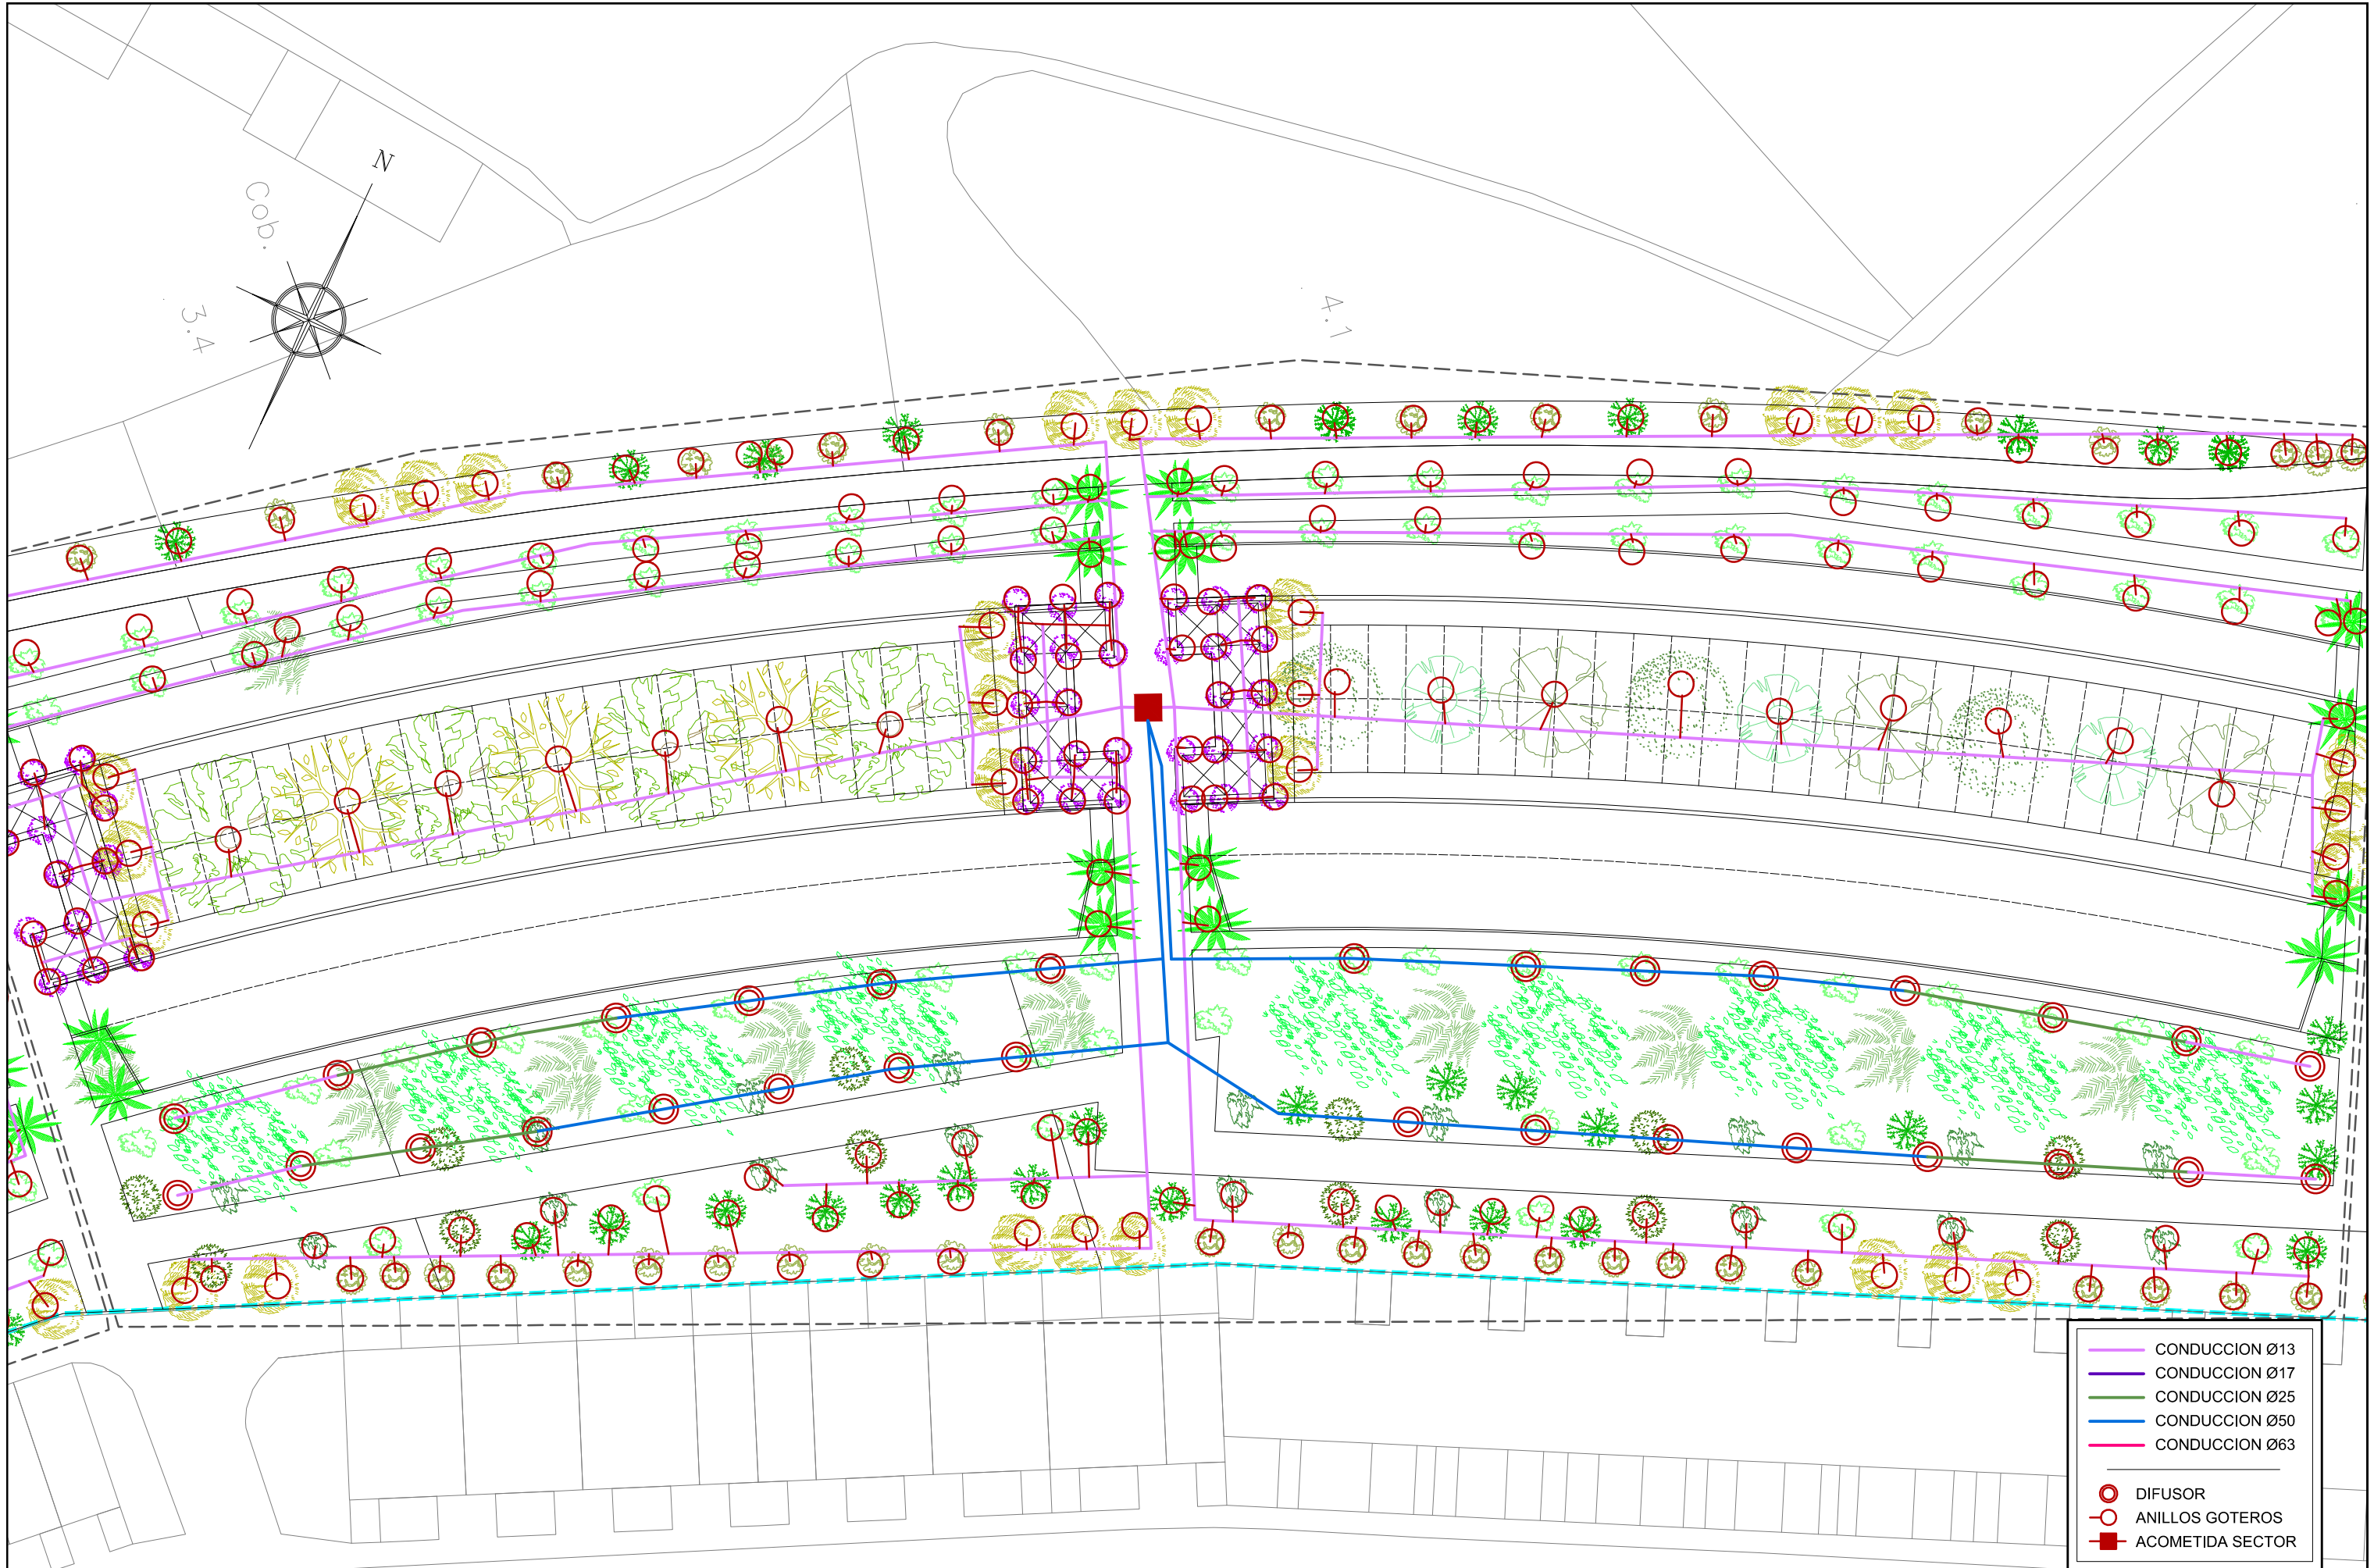 N
Cob.
3.4
4.1
CONDUCCION Ø13
CONDUCCION Ø17
CONDUCCION Ø25
CONDUCCION Ø50
CONDUCCION Ø63
DIFUSOR
ANILLOS GOTEROS
ACOMETIDA SECTOR